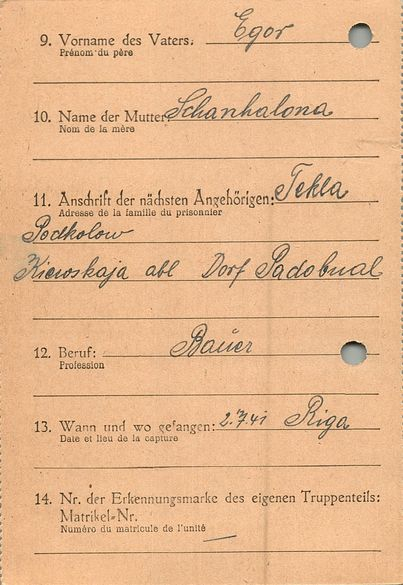 9. Vorname des Vaters: Egor
Prénom du père
10. Name der Mutter: Schanhalona
Nom de la mère
11. Anschrift der nächsten Angehörigen: Tekla
Adresse de la famille du prisonnier
Podkolow
Kiewskaja obl Dorf Padobnal
12. Beruf: Bauer
Profession
13. Wann und wo gefangen: 2.7.41 Riga
Date et lieu de la capture
14. Nr. der Erkennungsmarke des eigenen Truppenteils:
Matrikel-Nr. —
Numéro du matricule de l'unité